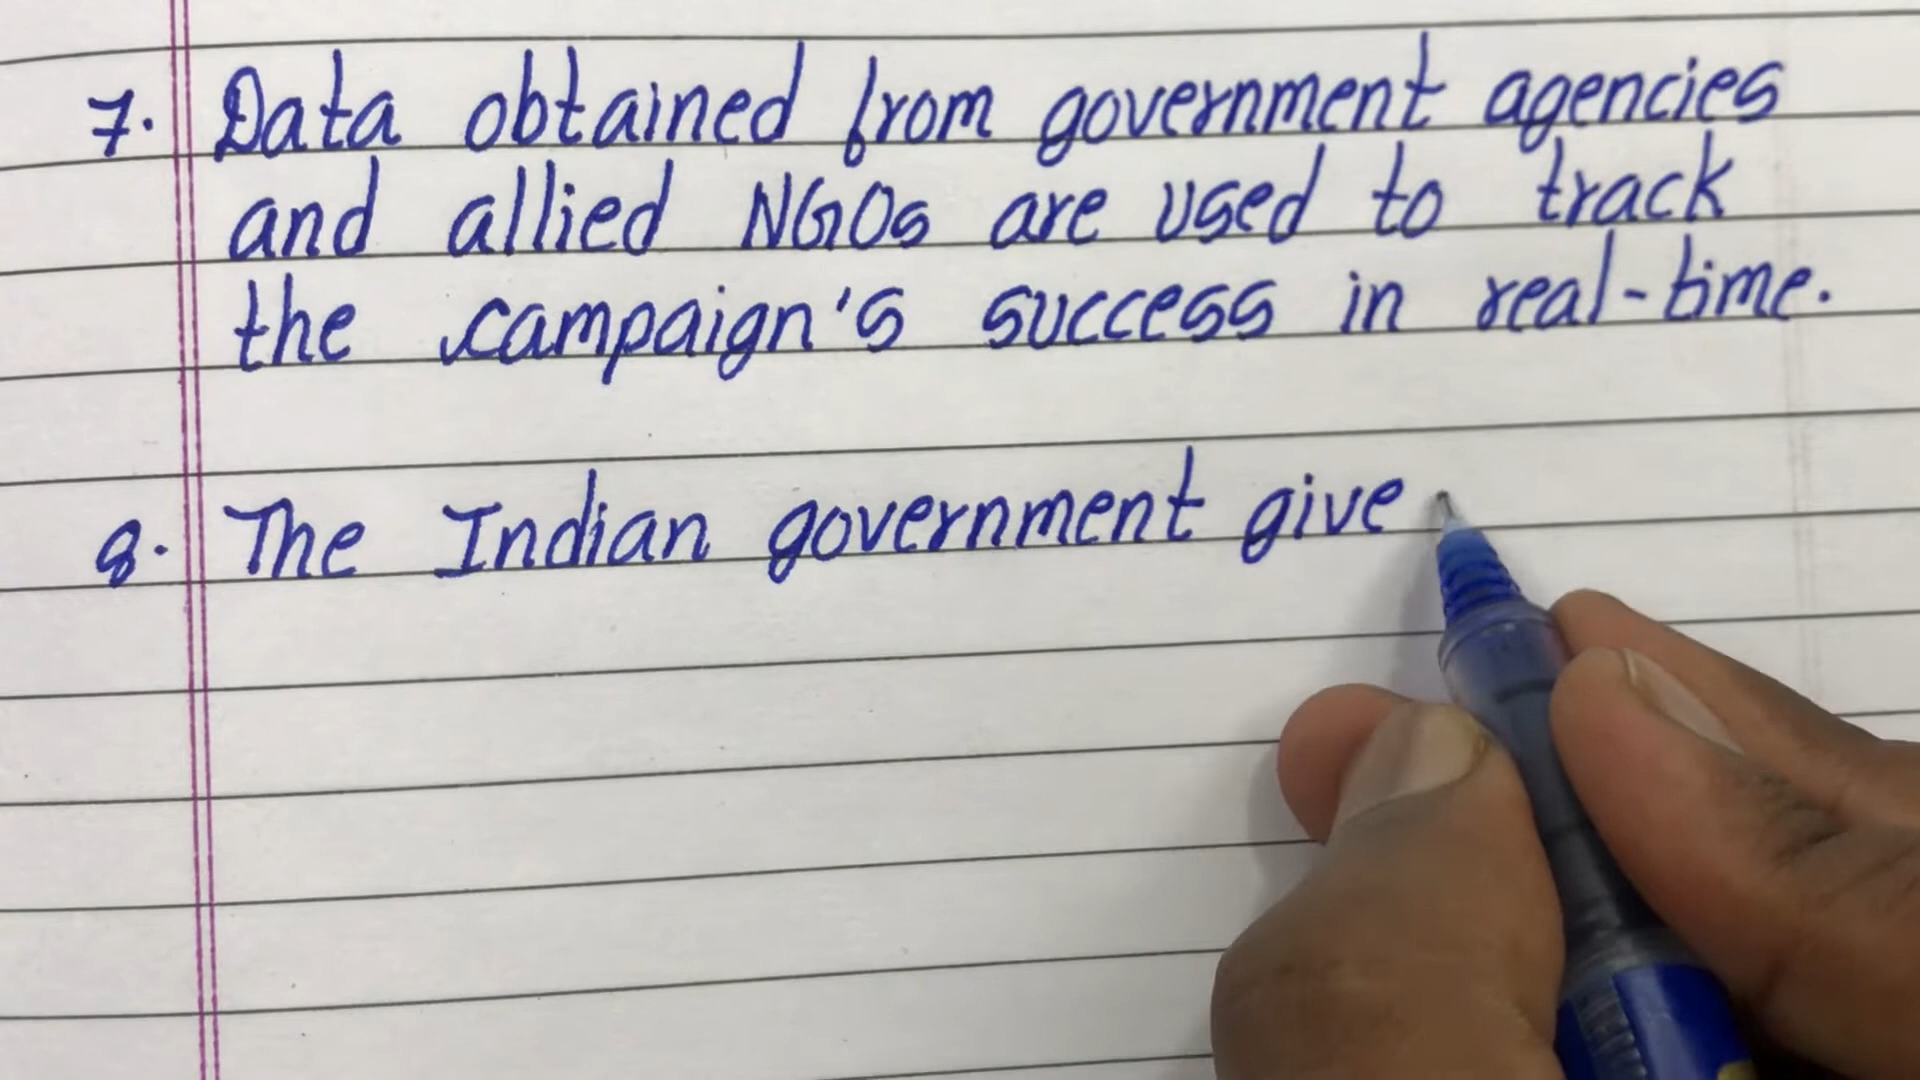 7. Data obtained from government agencies
and allied NGOs are used to track
the campaign's success in real-time.
8. The Indian government give